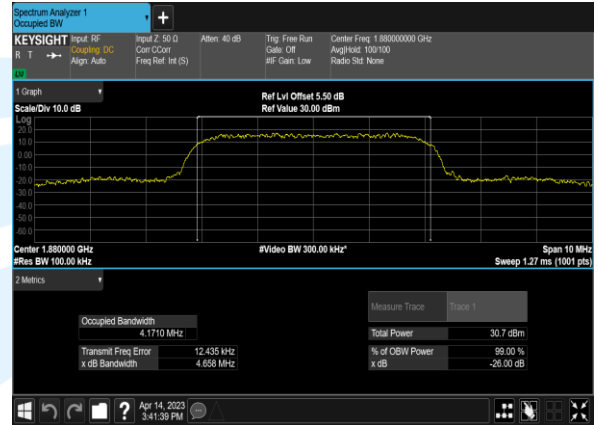 Spectrum Analyzer 1
Occupied BW
+
KEYSIGHT
R T
LV
Input: RF
Coupling: DC
Align: Auto
Input Z: 50 Ω
Corr CCorr
Freq Ref: Int (S)
Atten: 40 dB
Trig: Free Run
Gate: Off
#IF Gain: Low
Center Freq: 1.880000000 GHz
Avg|Hold: 100/100
Radio Std: None
1 Graph
Scale/Div 10.0 dB
Ref Lvl Offset 5.50 dB
Ref Value 30.00 dBm
Log
20.0
10.0
0.00
-10.0
-20.0
-30.0
-40.0
-50.0
-60.0
Center 1.880000 GHz
#Res BW 100.00 kHz
#Video BW 300.00 kHz*
Span 10 MHz
Sweep 1.27 ms (1001 pts)
2 Metrics
Measure Trace
Trace 1
Occupied Bandwidth
4.1710 MHz
Total Power
30.7 dBm
Transmit Freq Error
12.435 kHz
% of OBW Power
99.00 %
x dB Bandwidth
4.658 MHz
x dB
-26.00 dB
?
Apr 14, 2023
3:41:39 PM